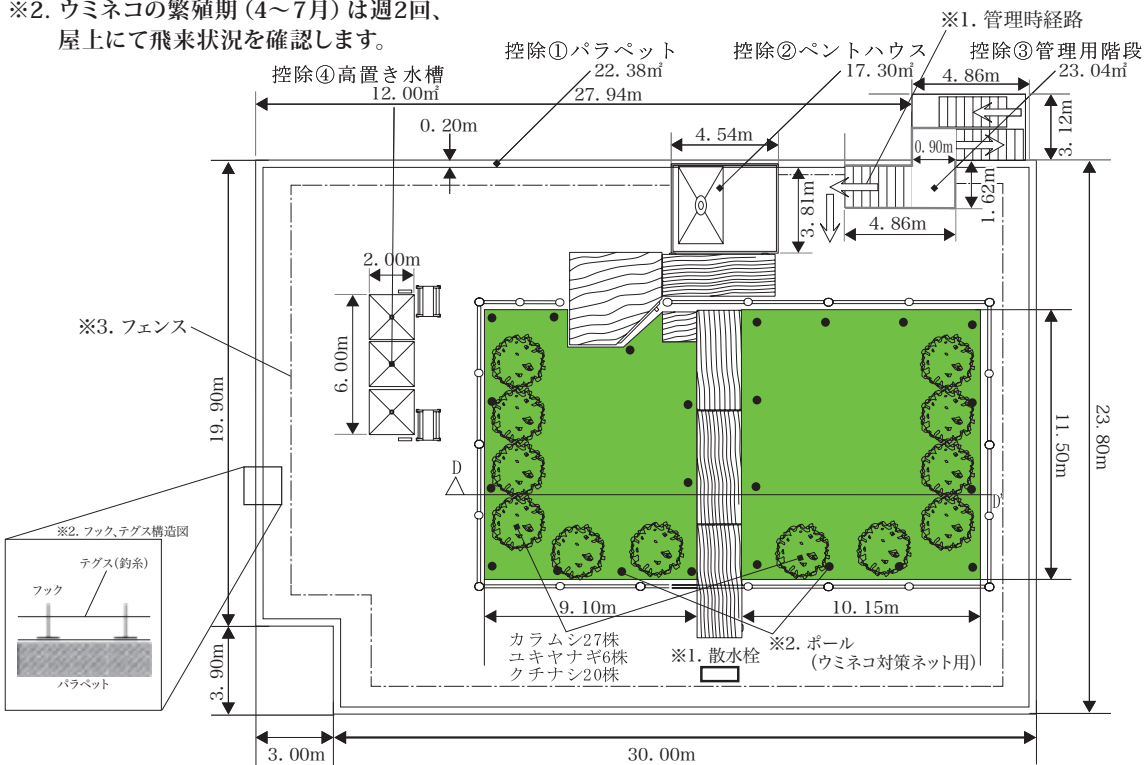 ※2. ウミネコの繁殖期（4〜7月）は週2回、
屋上にて飛来状況を確認します。
※1. 管理時経路
控除①パラペット
22.38㎡
控除②ペントハウス
17.30㎡
控除③管理用階段
23.04㎡
控除④高置き水槽
12.00㎡
27.94m
4.86m
3.12m
0.20m
4.54m
0.90m
1.62m
3.81m
4.86m
2.00m
※3. フェンス
6.00m
19.90m
11.50m
23.80m
D
D'
※2. フック、テグス構造図
テグス(釣糸)
フック
パラペット
9.10m
10.15m
カラムシ27株
ユキヤナギ6株
クチナシ20株
※1. 散水栓
※2. ポール
(ウミネコ対策ネット用)
3.90m
3.00m
30.00m